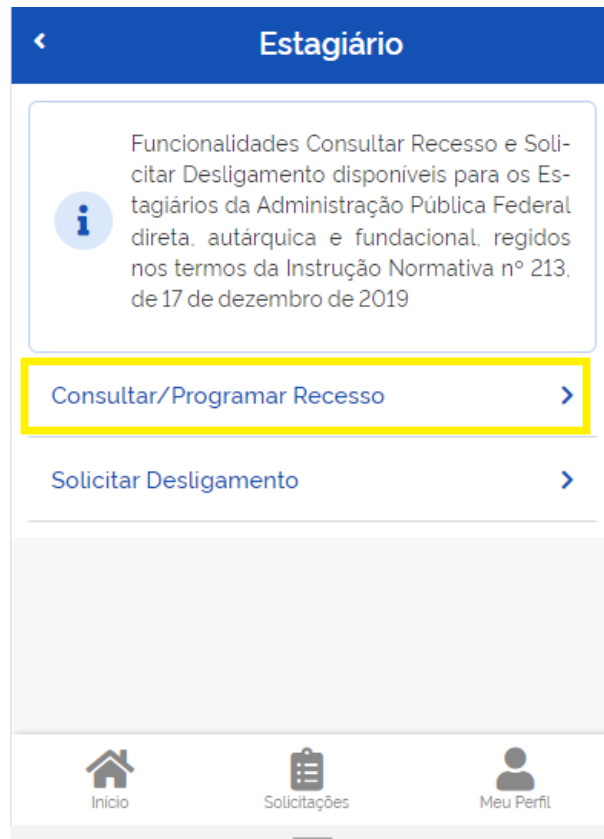 Estagiário
Funcionalidades Consultar Recesso e Soli-
citar Desligamento disponíveis para os Es-
tagiários da Administração Pública Federal
direta, autárquica e fundacional, regidos
nos termos da Instrução Normativa nº 213,
de 17 de dezembro de 2019
Consultar/Programar Recesso
Solicitar Desligamento
Início
Solicitações
Meu Perfil